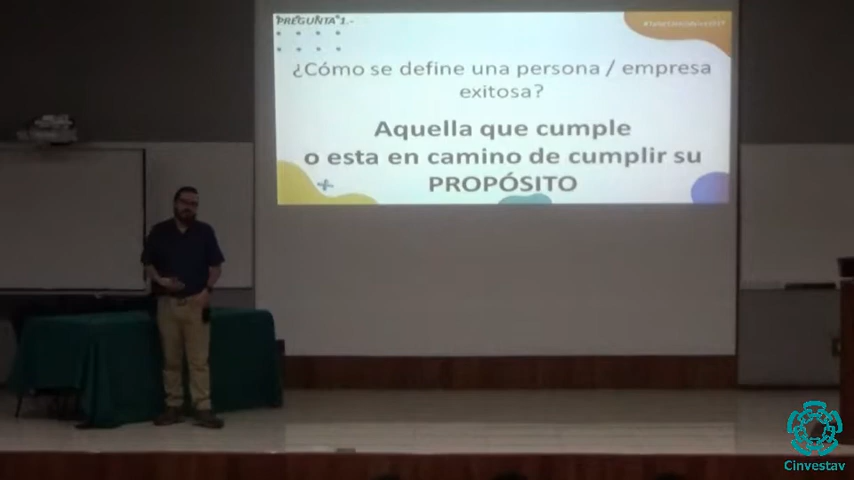 PREGUNTA 1.-
¿Cómo se define una persona / empresa
exitosa?
Aquella que cumple
o esta en camino de cumplir su
PROPÓSITO
Cinvestav